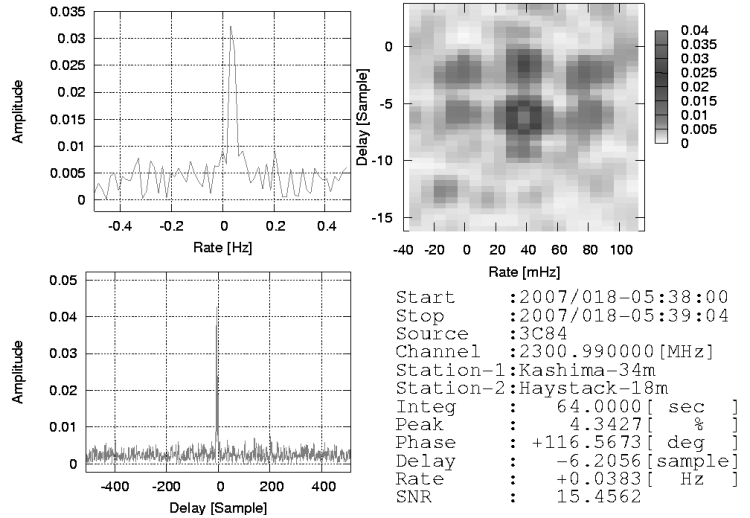 0.035
0.03
0.025
0.02
0.015
0.01
0.005
0
Amplitude
-0.4 -0.2 0 0.2 0.4
Rate [Hz]
0
-5
-10
-15
Delay [Sample]
-40 -20 0 20 40 60 80 100
Rate [mHz]
0.04
0.035
0.03
0.025
0.02
0.015
0.01
0.005
0
0.05
0.04
0.03
0.02
0.01
0
Amplitude
-400 -200 0 200 400
Delay [Sample]
Start :2007/018-05:38:00
Stop :2007/018-05:39:04
Source :3C84
Channel :2300.990000[MHz]
Station-1:Kashima-34m
Station-2:Haystack-18m
Integ : 64.0000[ sec ]
Peak : 4.3427[ % ]
Phase : +116.5673[ deg ]
Delay : -6.2056[sample]
Rate : +0.0383[ Hz ]
SNR : 15.4562